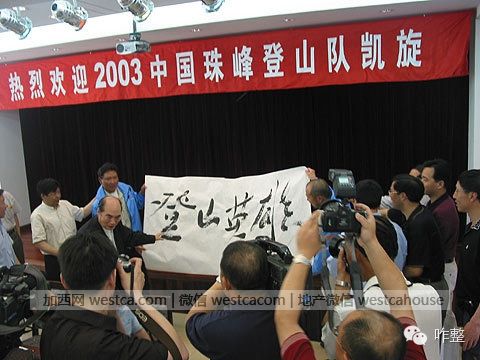 热烈欢迎2003中国珠峰登山队凯旋
登山英雄
加西网 westca.com | 微信 westcacom | 地产微信 westcahouse
咋整